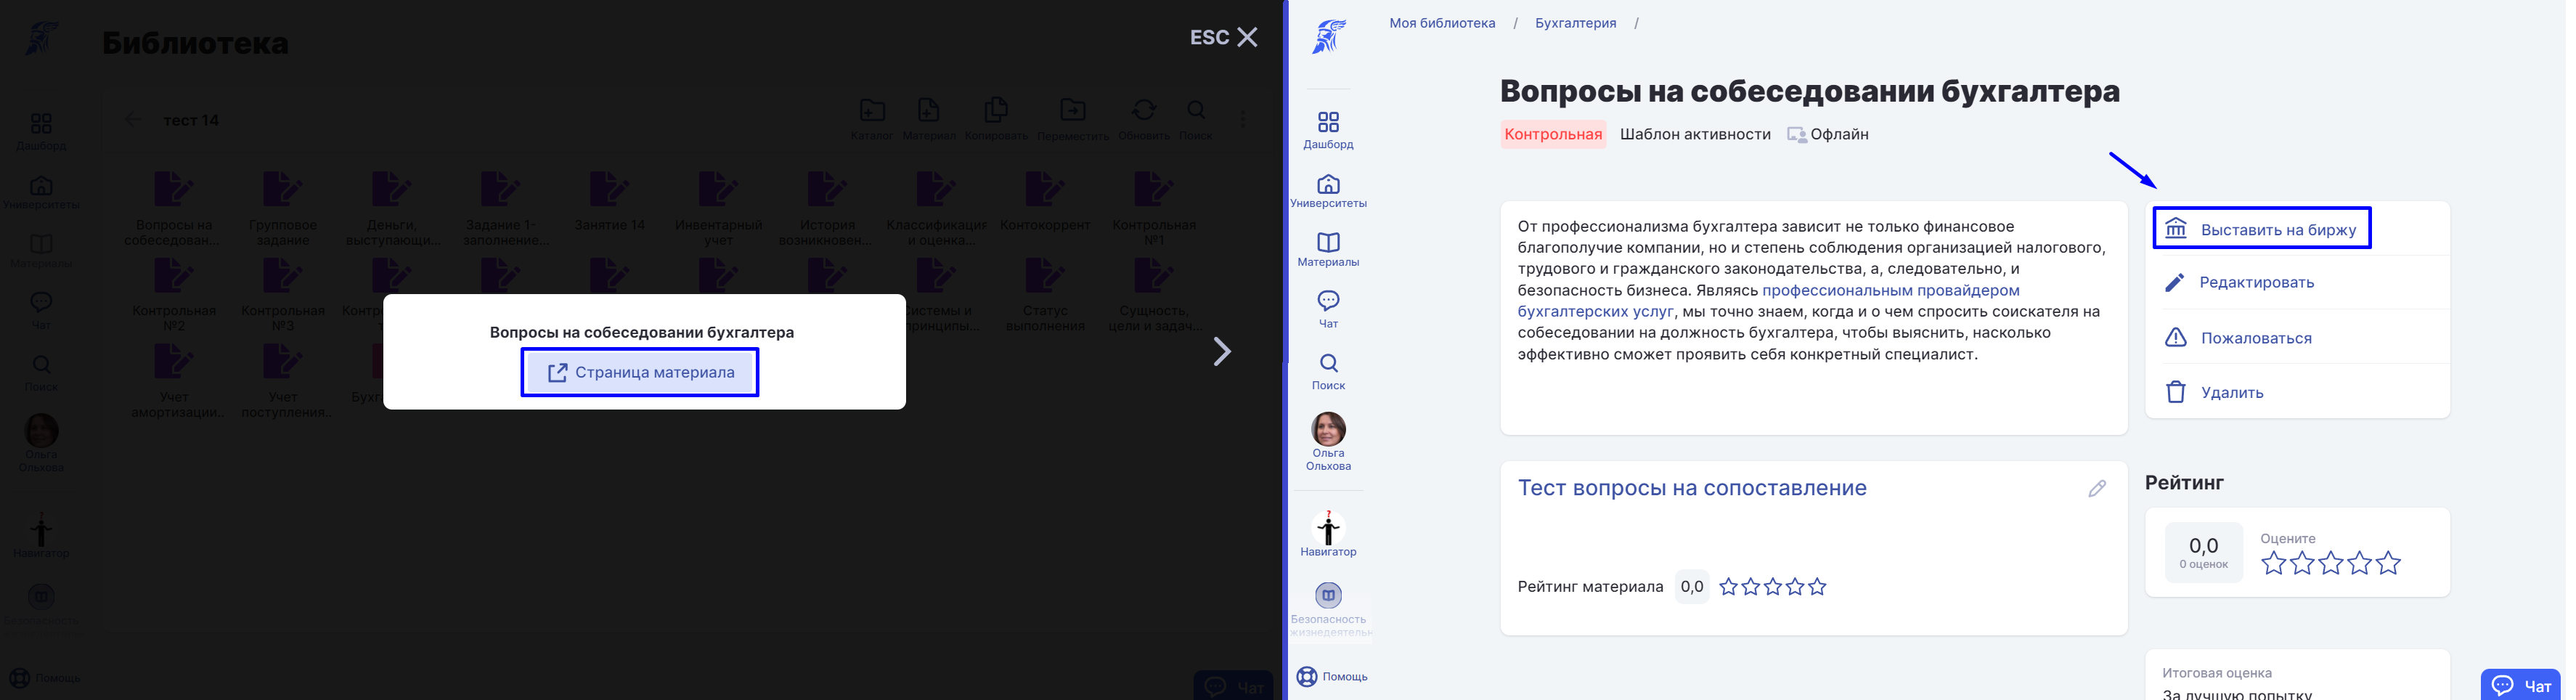 Библиотека
ESC
тест 14
Каталог
Материал
Копировать
Переместить
Обновить
Поиск
Дашборд
Университеты
Материалы
Чат
Поиск
Ольга
Ольхова
Навигатор
Помощь
Вопросы на
собеседован...
Групповое
задание
Деньги,
выступающи...
Задание 1-
заполнение...
Занятие 14
Инвентарный
учет
История
возникновен...
Классификация
и оценка...
Контокоррент
Контрольная
№1
Контрольная
№2
Контрольная
№3
Статус
выполнения
Сущность,
цели и задач...
Учет
амортизации...
Учет
поступления...
Вопросы на собеседовании бухгалтера
Страница материала
Чат
Моя библиотека / Бухгалтерия /
Дашборд
Университеты
Материалы
Чат
Поиск
Ольга
Ольхова
Навигатор
Безопасность
жизнедеятельн
Помощь
Вопросы на собеседовании бухгалтера
Контрольная Шаблон активности Офлайн
От профессионализма бухгалтера зависит не только финансовое
благополучие компании, но и степень соблюдения организацией налогового,
трудового и гражданского законодательства, а, следовательно, и
безопасность бизнеса. Являясь профессиональным провайдером
бухгалтерских услуг, мы точно знаем, когда и о чем спросить соискателя на
собеседовании на должность бухгалтера, чтобы выяснить, насколько
эффективно сможет проявить себя конкретный специалист.
Выставить на биржу
Редактировать
Пожаловаться
Удалить
Тест вопросы на сопоставление
Рейтинг материала 0,0
Рейтинг
0,0
0 оценок
Оцените
Итоговая оценка
За лучшую попытку
Чат